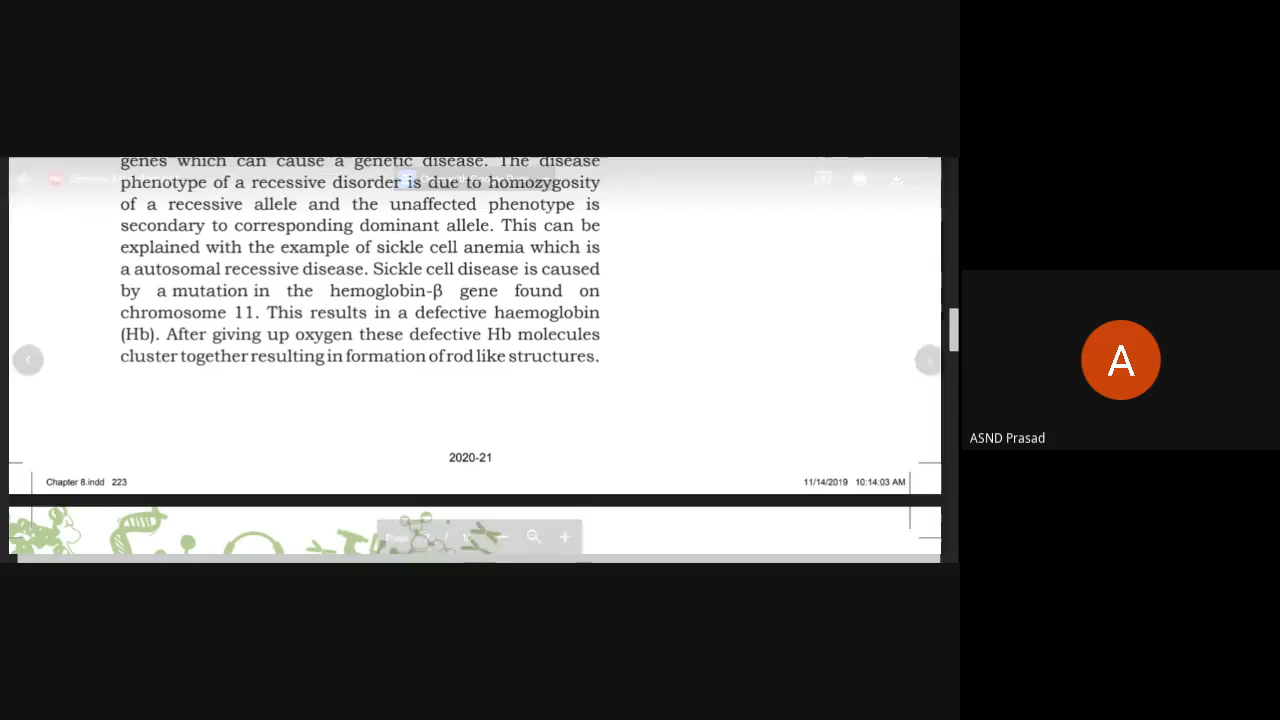 genes which can cause a genetic disease. The disease
phenotype of a recessive disorder is due to homozygosity
of a recessive allele and the unaffected phenotype is
secondary to corresponding dominant allele. This can be
explained with the example of sickle cell anemia which is
a autosomal recessive disease. Sickle cell disease is caused
by a mutation in the hemoglobin-β gene found on
chromosome 11. This results in a defective haemoglobin
(Hb). After giving up oxygen these defective Hb molecules
cluster together resulting in formation of rod like structures.
2020-21
Chapter 8.indd 223
11/14/2019 10:14:03 AM
Page 7 / 16
A
ASND Prasad